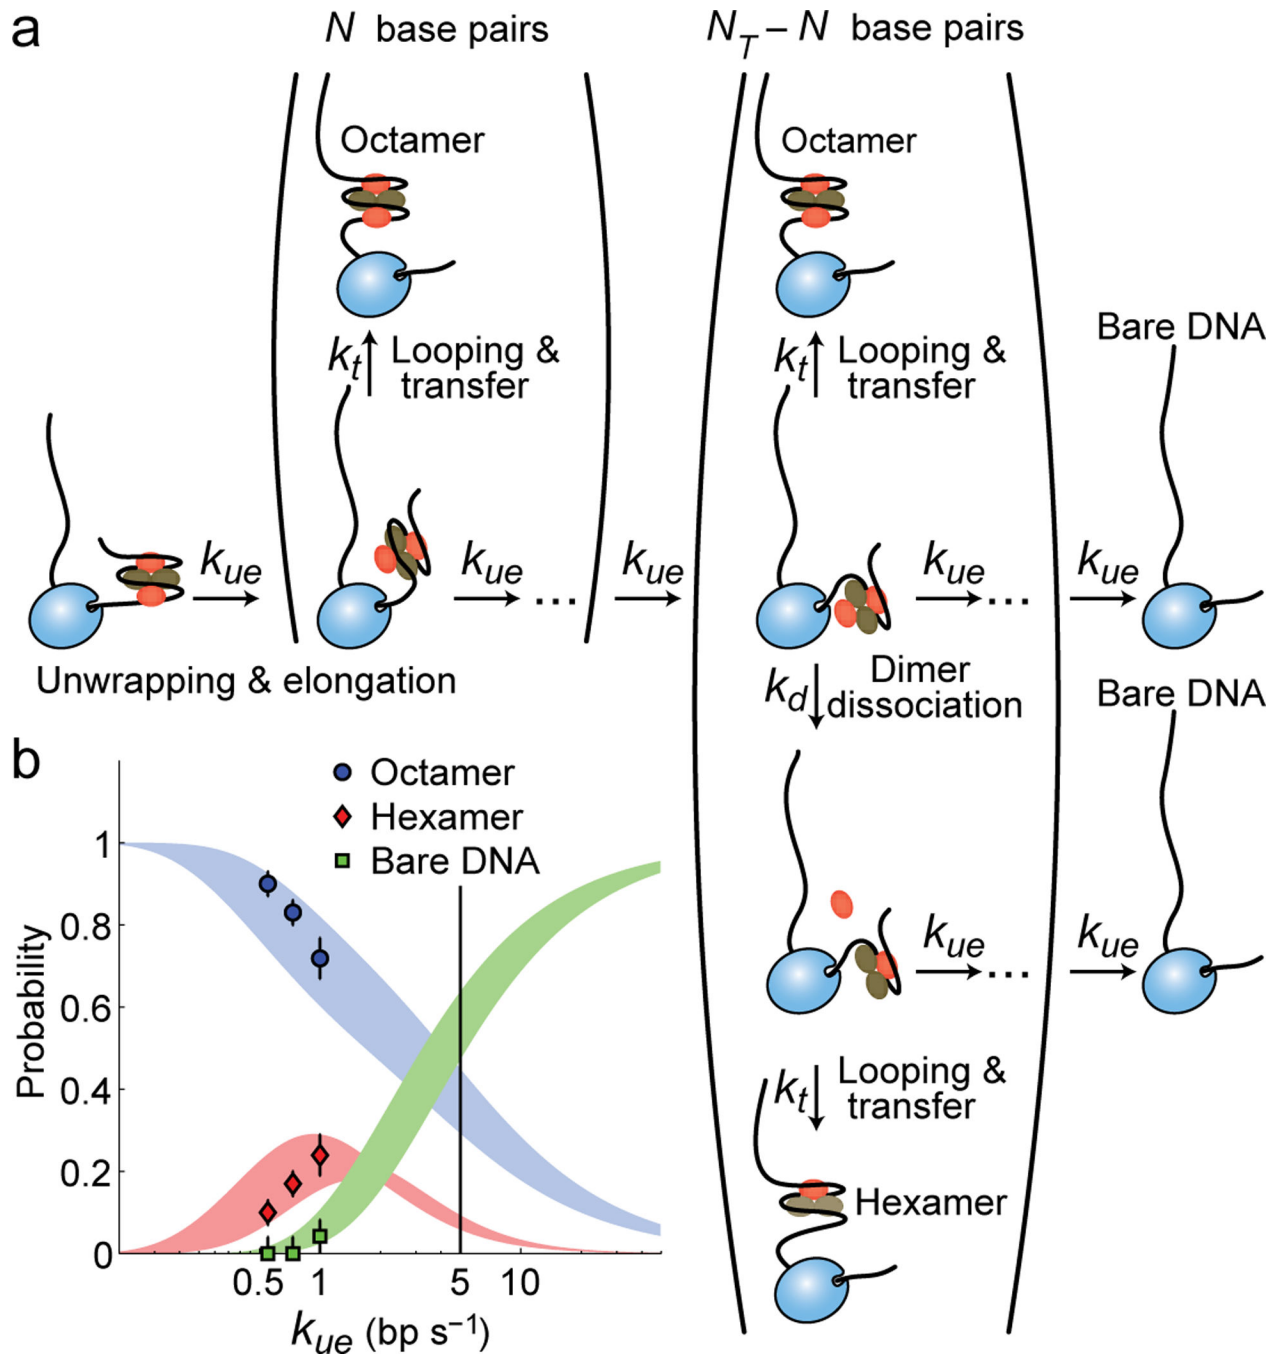 a
N base pairs
N_T – N base pairs
Octamer
Octamer
k_t
Looping &
transfer
k_t
Looping &
transfer
Bare DNA
k_ue
k_ue
...
k_ue
k_ue
...
k_ue
Unwrapping & elongation
k_d
Dimer
dissociation
Bare DNA
k_ue
...
k_ue
k_t
Looping &
transfer
Hexamer
b
Octamer
Hexamer
Bare DNA
Probability
1
0.8
0.6
0.4
0.2
0
0.5
1
5
10
k_ue (bp s⁻¹)